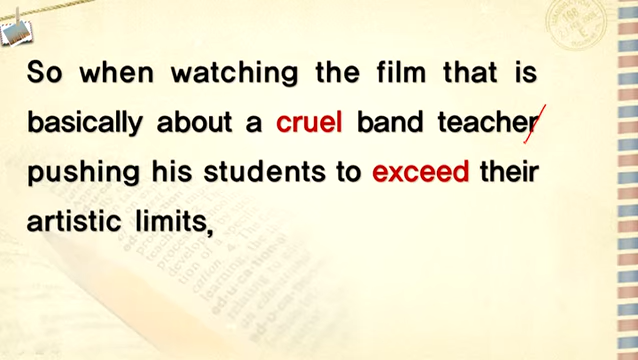 So when watching the film that is
basically about a cruel band teacher
pushing his students to exceed their
artistic limits,